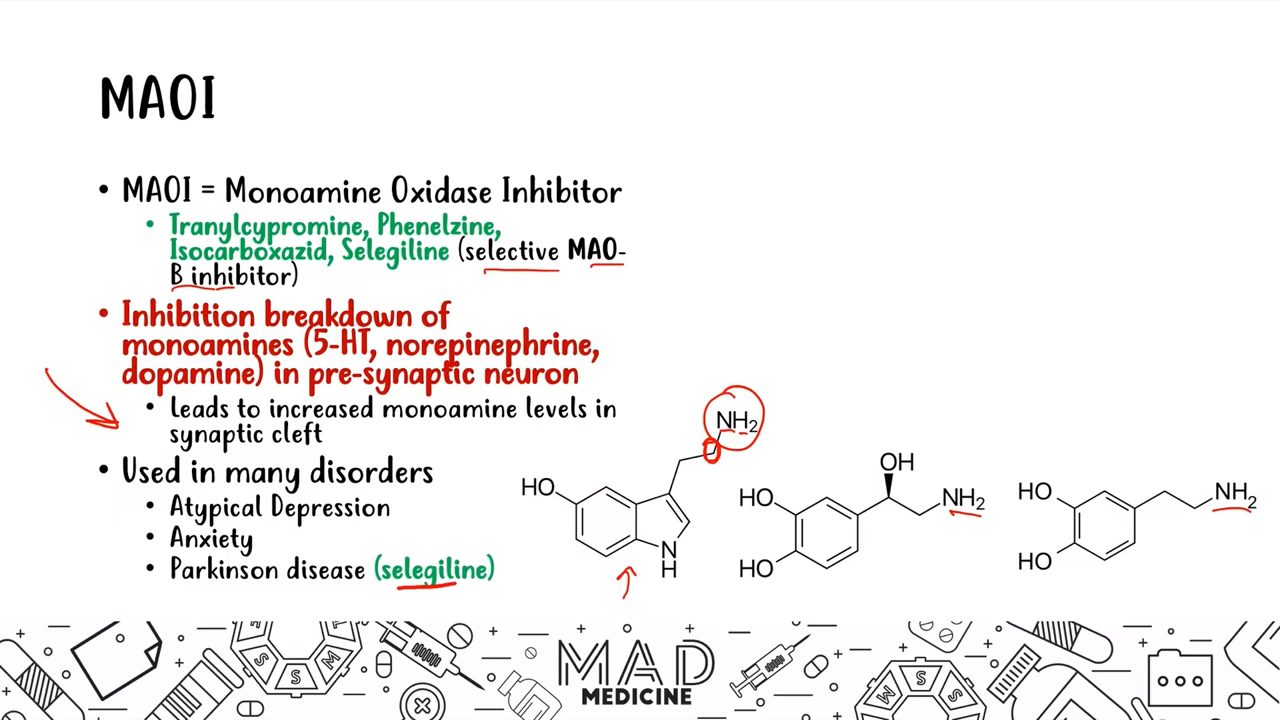 MAOI
• MAOI = Monoamine Oxidase Inhibitor
• Tranylcypromine, Phenelzine,
Isocarboxazid, Selegiline (selective MAO-
B inhibitor)
• Inhibition breakdown of
monoamines (5-HT, norepinephrine,
dopamine) in pre-synaptic neuron
• Leads to increased monoamine levels in
synaptic cleft
• Used in many disorders
• Atypical Depression
• Anxiety
• Parkinson disease (selegiline)
NH2
HO
N
H
OH
HO
NH2
HO
HO
NH2
HO
S
S
M
M
S
S
MAD
MEDICINE